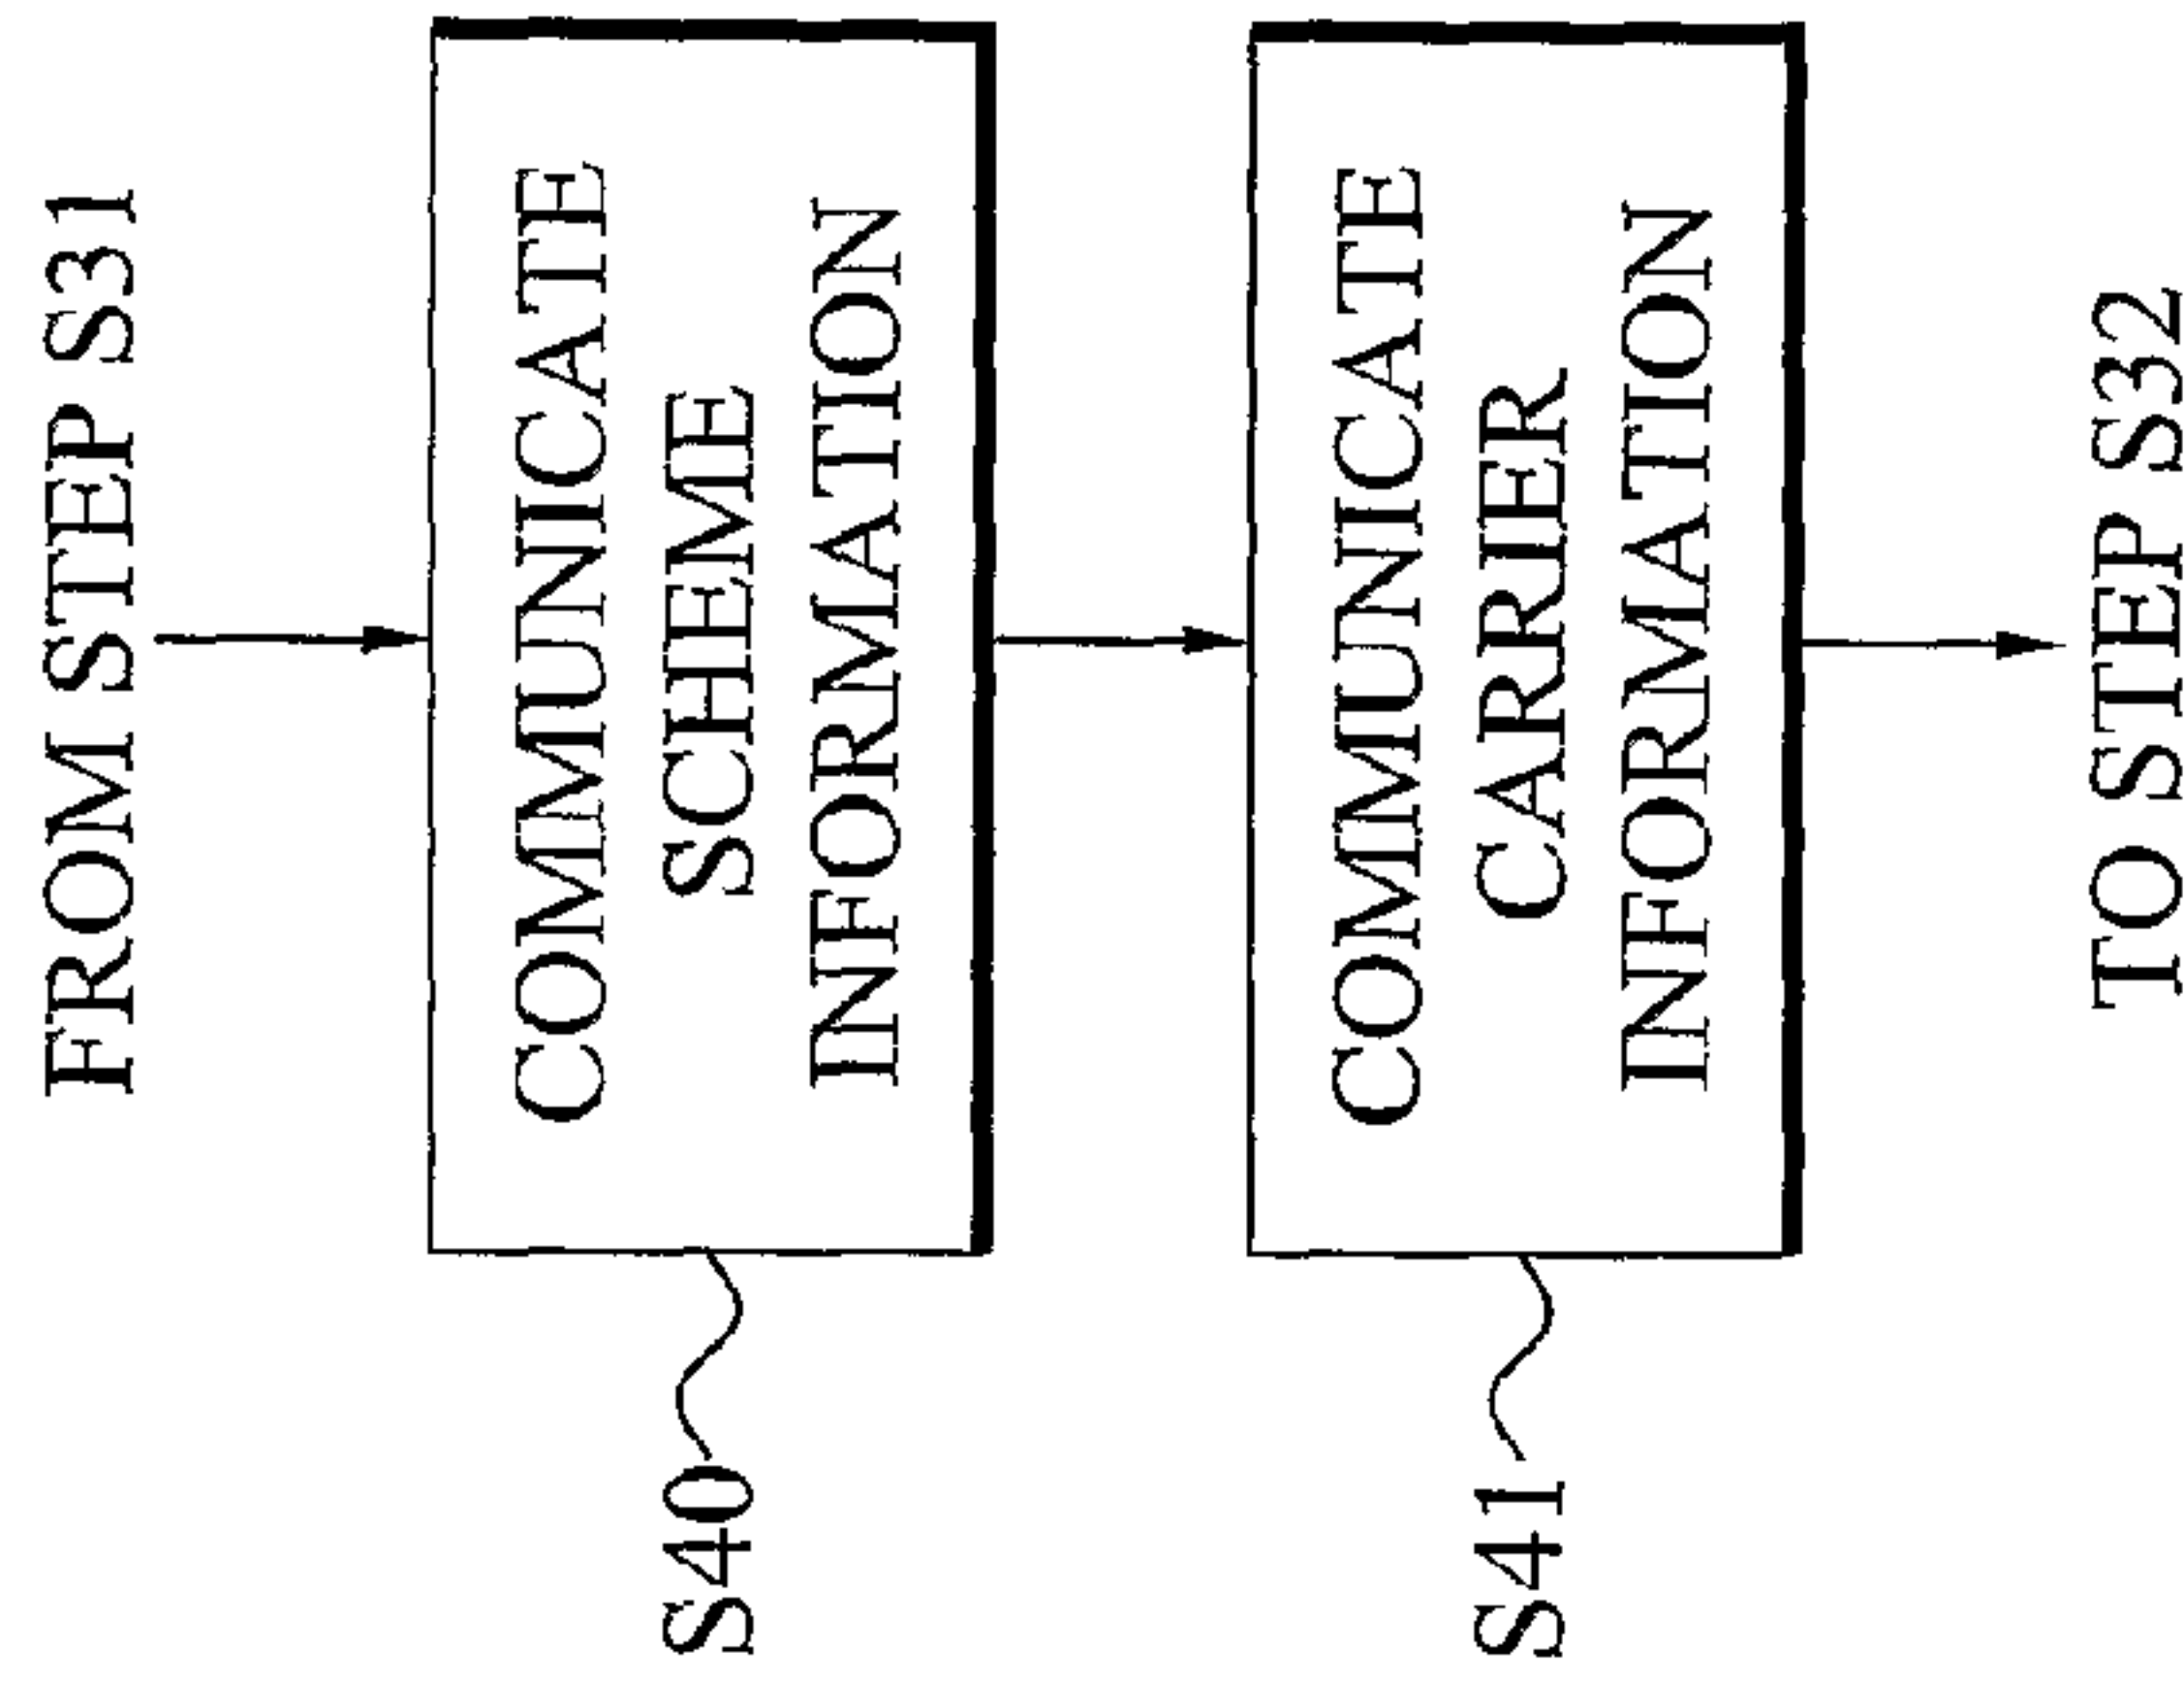 FROM STEP S31
COMMUNICATE
SCHEME
INFORMATION
S40
COMMUNICATE
CARRIER
INFORMATION
S41
TO STEP S32